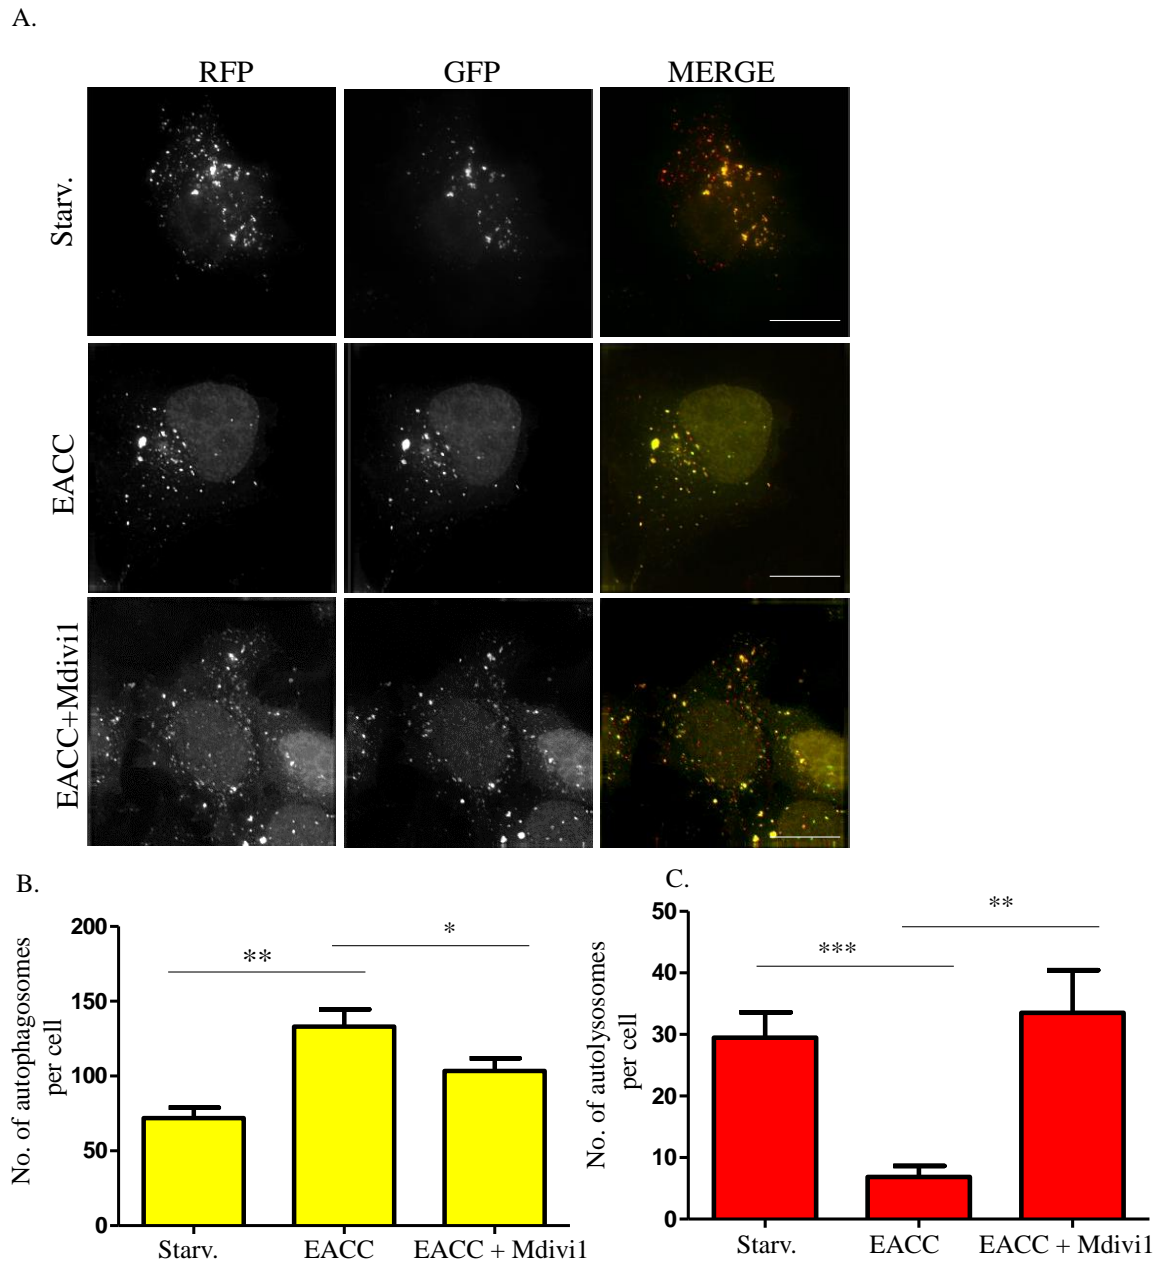 A.
RFP GFP MERGE
Starv.
EACC
EACC+Mdivi1
B.
No. of autophagosomes
per cell
200
150
100
50
0
**
*
Starv. EACC EACC + Mdivi1
C.
No. of autolysosomes
per cell
50
40
30
20
10
0
***
**
Starv. EACC EACC + Mdivi1